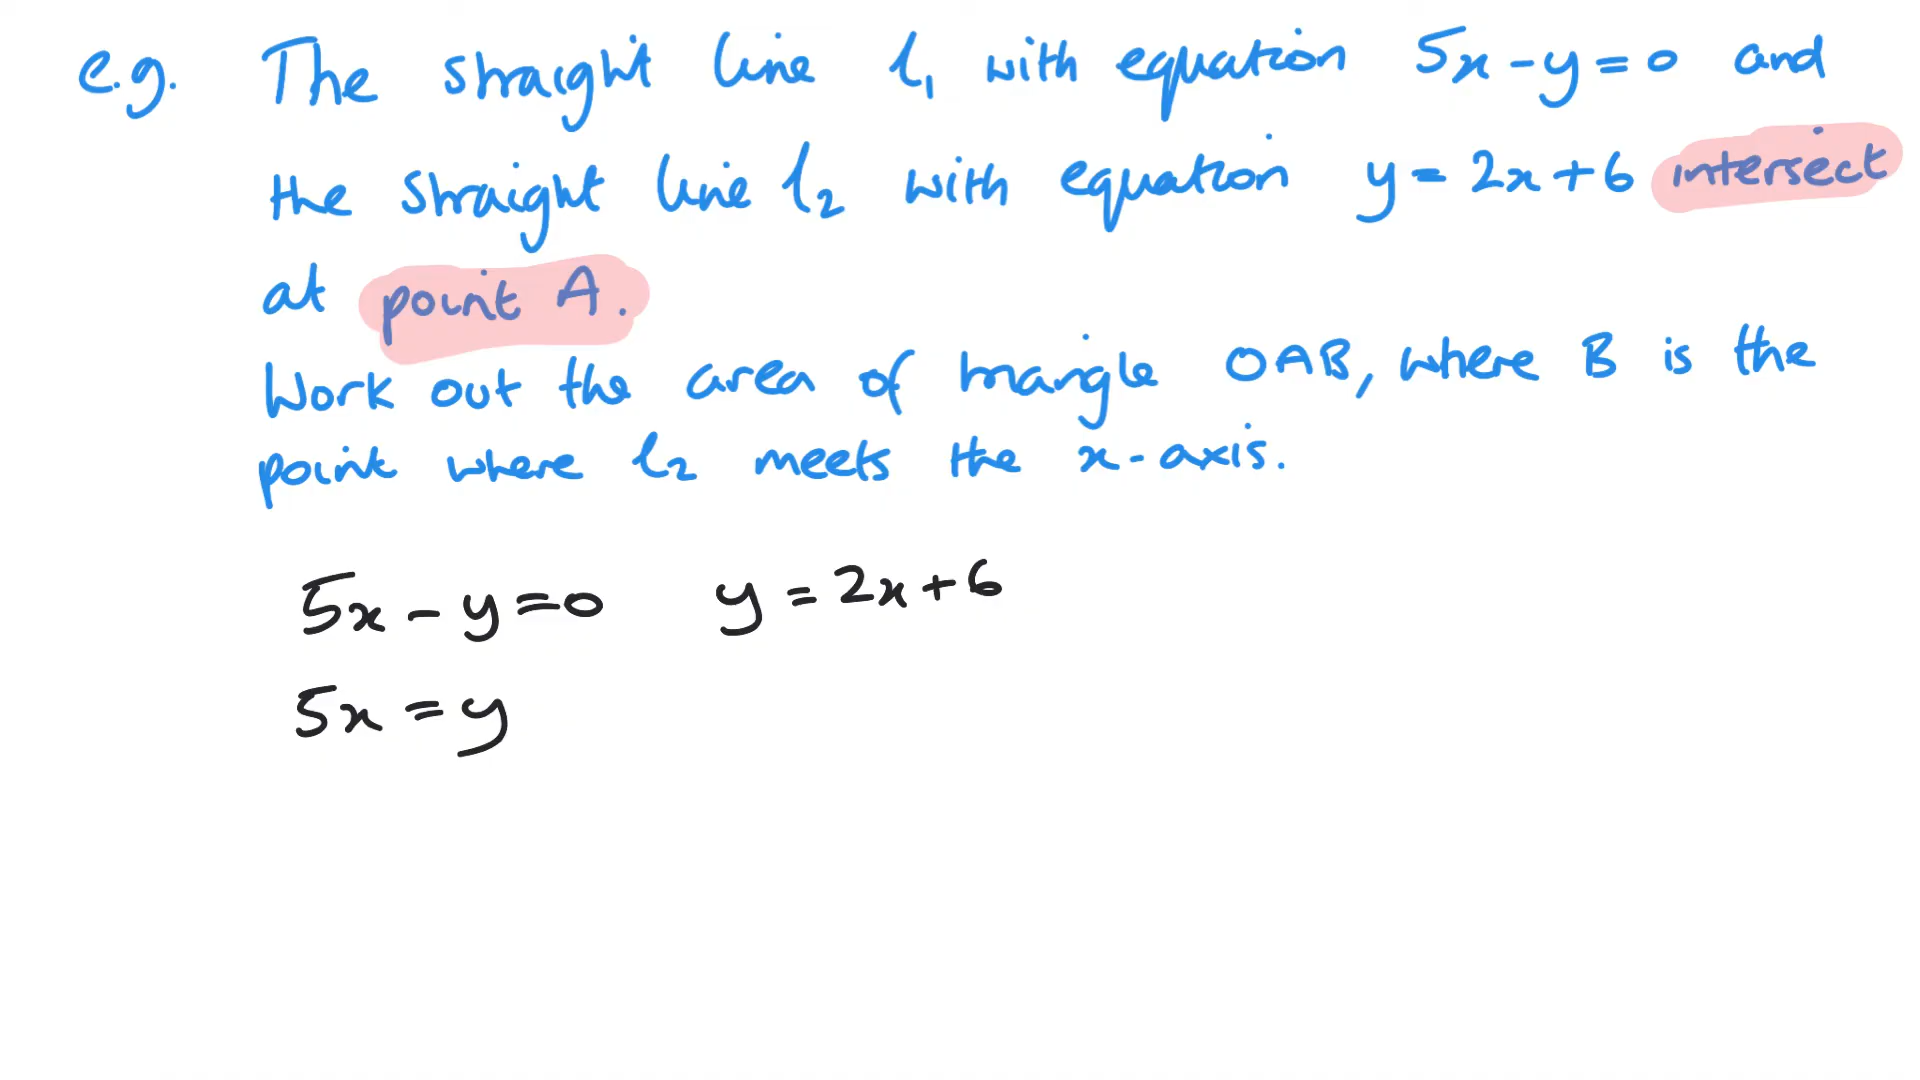 e.g. The straight line l₁ with equation 5x - y = 0 and
the straight line l₂ with equation y = 2x + 6 intersect
at point A.
Work out the area of triangle OAB, where B is the
point where l₂ meets the x-axis.
5x - y = 0 y = 2x + 6
5x = y